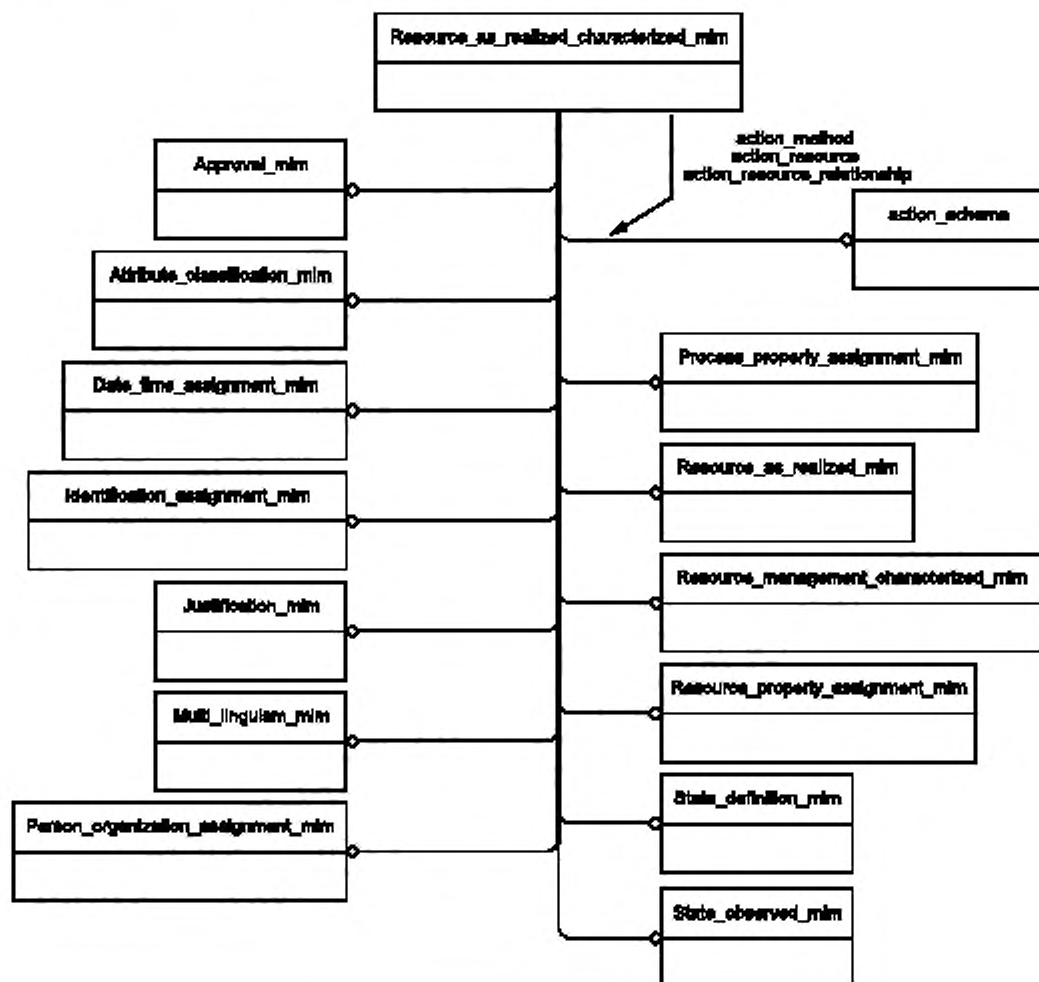 Resource_as_realized_characterized_mim
action_method
action_resource
action_resource_relationship
Approval_mim
action_schema
Attribute_classification_mim
Process_property_assignment_mim
Date_time_assignment_mim
Resource_as_realized_mim
Identification_assignment_mim
Resource_management_characterized_mim
Justification_mim
Resource_property_assignment_mim
Multi_linguism_mim
State_definition_mim
Person_organization_assignment_mim
State_observed_mim